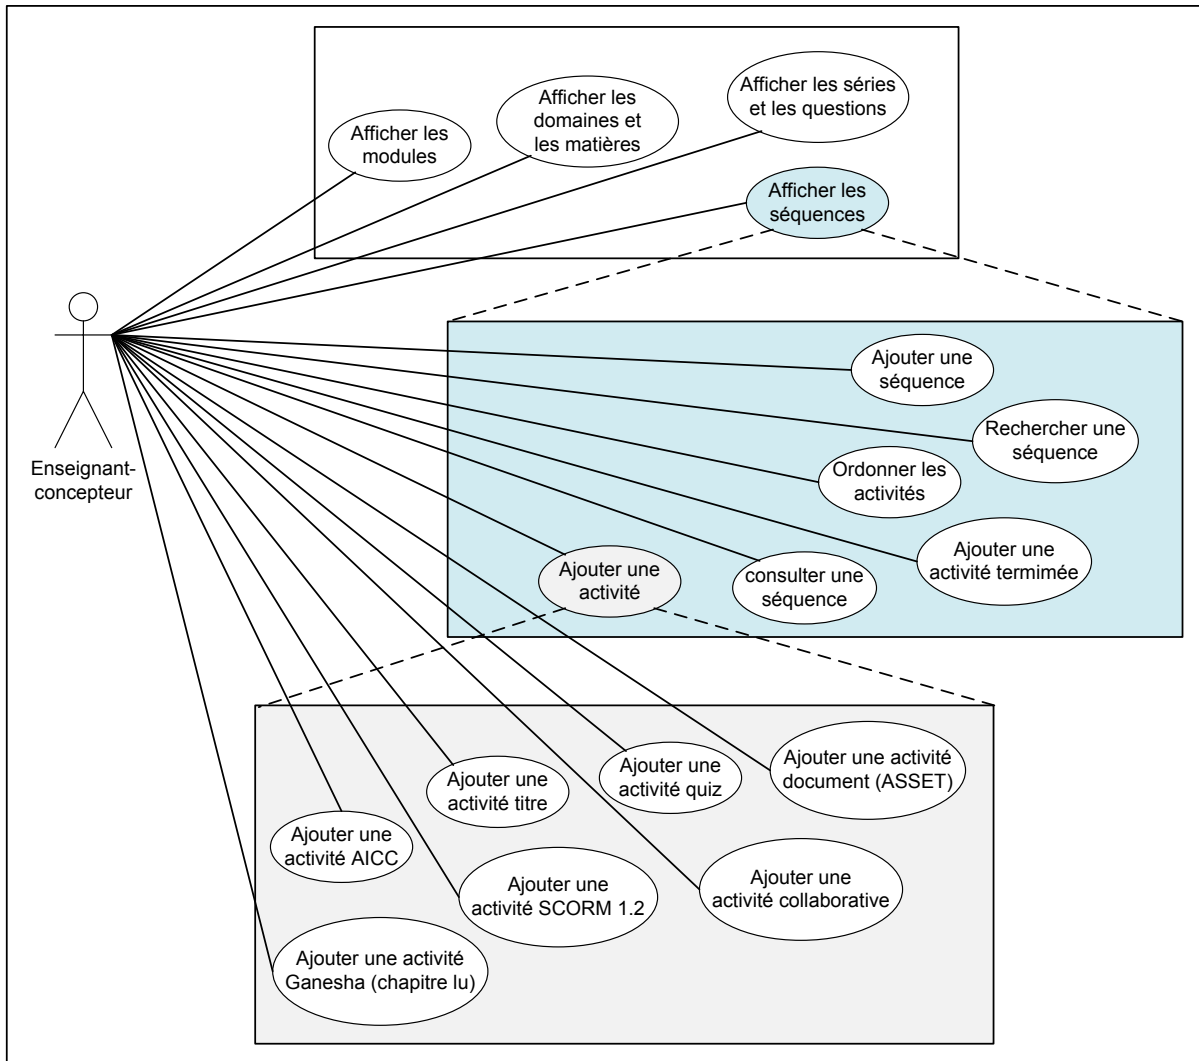 Afficher les séries
et les questions
Afficher les
domaines et
les matières
Afficher les
modules
Afficher les
séquences
Ajouter une
séquence
Rechercher une
séquence
Enseignant-
concepteur
Ordonner les
activités
Ajouter une
activité termimée
Ajouter une
activité
consulter une
séquence
Ajouter une activité
document (ASSET)
Ajouter une
activité quiz
Ajouter une
activité titre
Ajouter une
activité AICC
Ajouter une
activité SCORM 1.2
Ajouter une
activité collaborative
Ajouter une activité
Ganesha (chapitre lu)